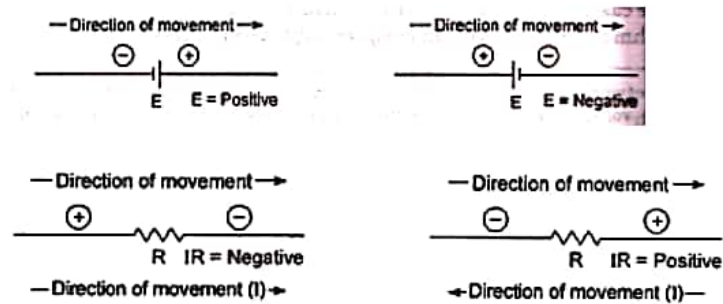 — Direction of movement →
⊖ ⊕
E E = Positive
— Direction of movement →
⊕ ⊖
E E = Negative
— Direction of movement →
⊕ ⊖
R IR = Negative
— Direction of movement (I) →
— Direction of movement →
⊖ ⊕
R IR = Positive
← Direction of movement (I) —